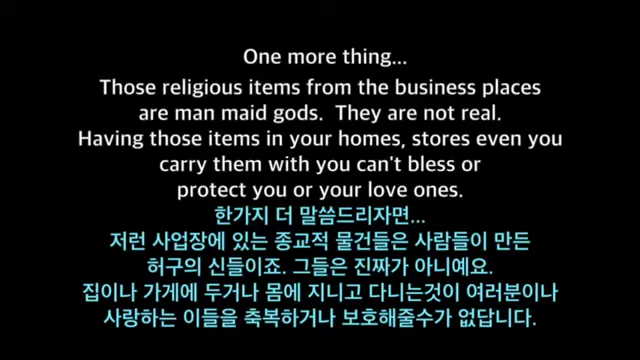 One more thing...
Those religious items from the business places
are man maid gods.  They are not real.
Having those items in your homes, stores even you
carry them with you can't bless or
protect you or your love ones.
한가지 더 말씀드리자면...
저런 사업장에 있는 종교적 물건들은 사람들이 만든
허구의 신들이죠. 그들은 진짜가 아니예요.
집이나 가게에 두거나 몸에 지니고 다니는것이 여러분이나
사랑하는 이들을 축복하거나 보호해줄수가 없답니다.